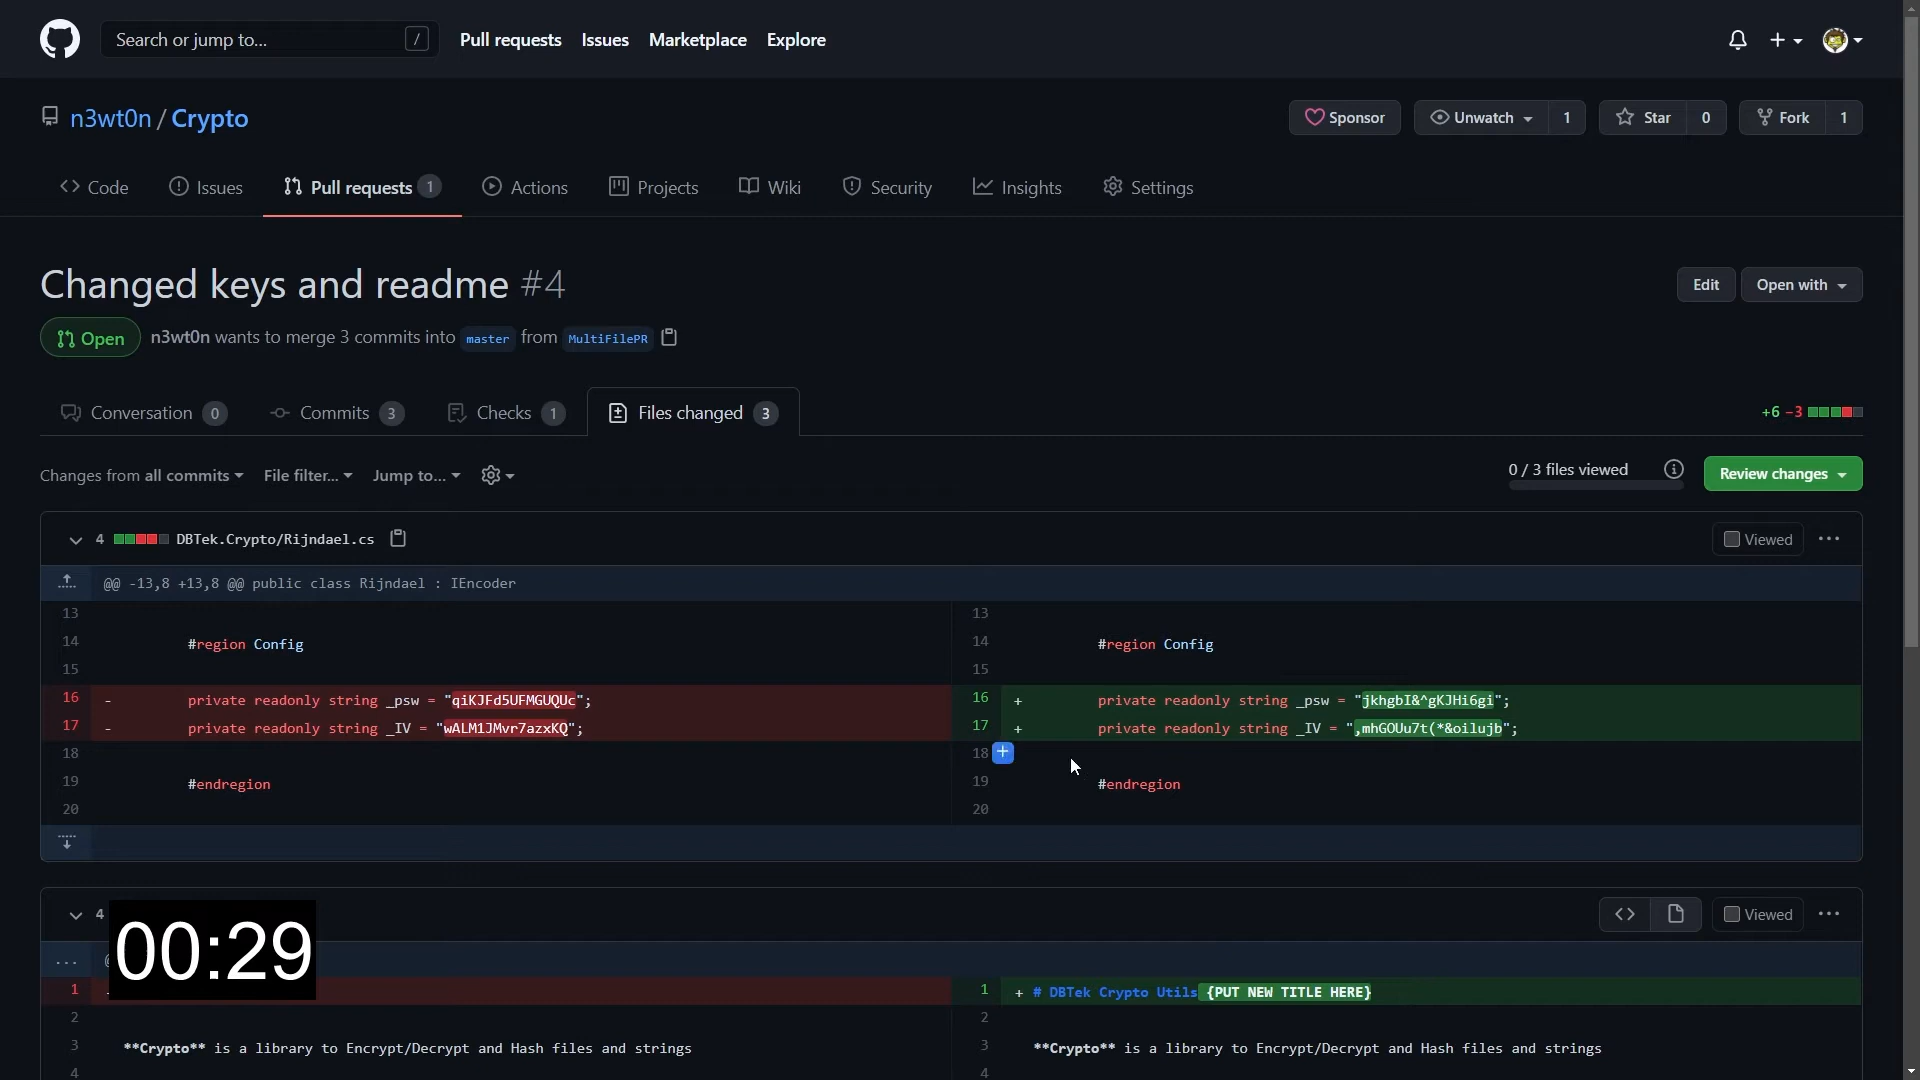 Search or jump to... /
Pull requests Issues Marketplace Explore
n3wt0n / Crypto
Sponsor Unwatch 1 Star 0 Fork 1
Code Issues Pull requests 1 Actions Projects Wiki Security Insights Settings
Changed keys and readme #4
Edit Open with
Open n3wt0n wants to merge 3 commits into master from MultiFilePR
Conversation 0 Commits 3 Checks 1 Files changed 3 +6 −3
Changes from all commits File filter... Jump to... 0 / 3 files viewed Review changes
4 DBTek.Crypto/Rijndael.cs Viewed ...
@@ -13,8 +13,8 @@ public class Rijndael : IEncoder
13 13
14 #region Config 14 #region Config
15 15
16 - private readonly string _psw = "qiKJFd5UFMGUQUc"; 16 + private readonly string _psw = "jkhgbI&^gKJHi6gi";
17 - private readonly string _IV = "wALM1JMvr7azxKQ"; 17 + private readonly string _IV = ",mhGOUu7t(*&oilujb";
18 18 +
19 #endregion 19 #endregion
20 20
4 Viewed ...
00:29
...
1 1 + # DBTek Crypto Utils {PUT NEW TITLE HERE}
2 2
3 **Crypto** is a library to Encrypt/Decrypt and Hash files and strings 3 **Crypto** is a library to Encrypt/Decrypt and Hash files and strings
4 4